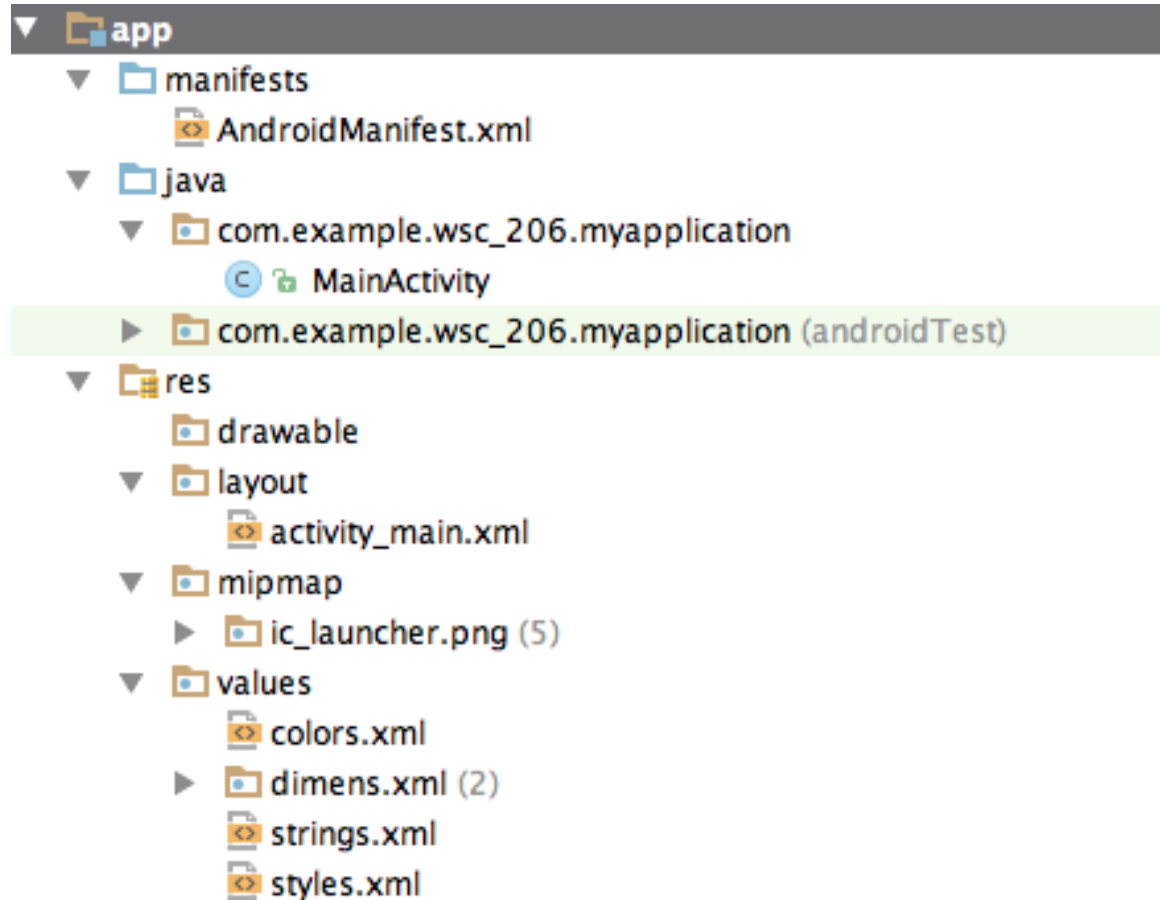 app
manifests
AndroidManifest.xml
java
com.example.wsc_206.myapplication
C MainActivity
com.example.wsc_206.myapplication (androidTest)
res
drawable
layout
activity_main.xml
mipmap
ic_launcher.png (5)
values
colors.xml
dimens.xml (2)
strings.xml
styles.xml